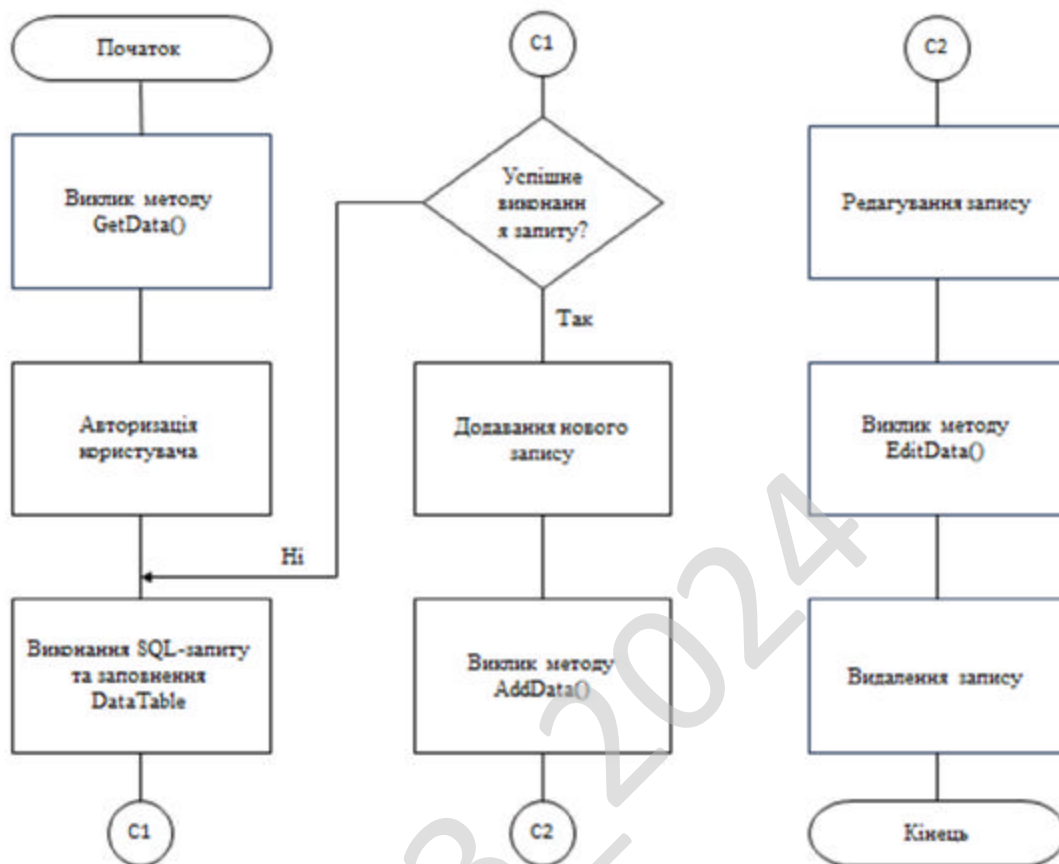 Початок
Виклик методу
GetData()
Авторизація
користувача
Ні
Виконання SQL-запиту
та заповнення
DataTable
C1
C1
Успішне
виконанн
я запиту?
Так
Додавання нового
запису
Виклик методу
AddData()
C2
C2
Редагування запису
Виклик методу
EditData()
Видалення запису
Кінець
2024